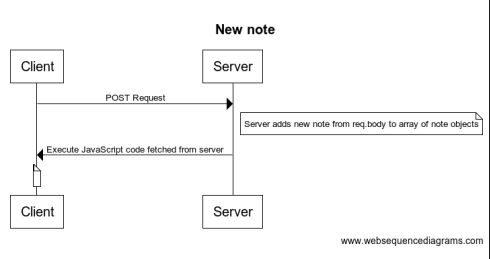 New note
Client
Server
POST Request
Server adds new note from req.body to array of note objects
Execute JavaScript code fetched from server
Client
Server
www.websequencediagrams.com